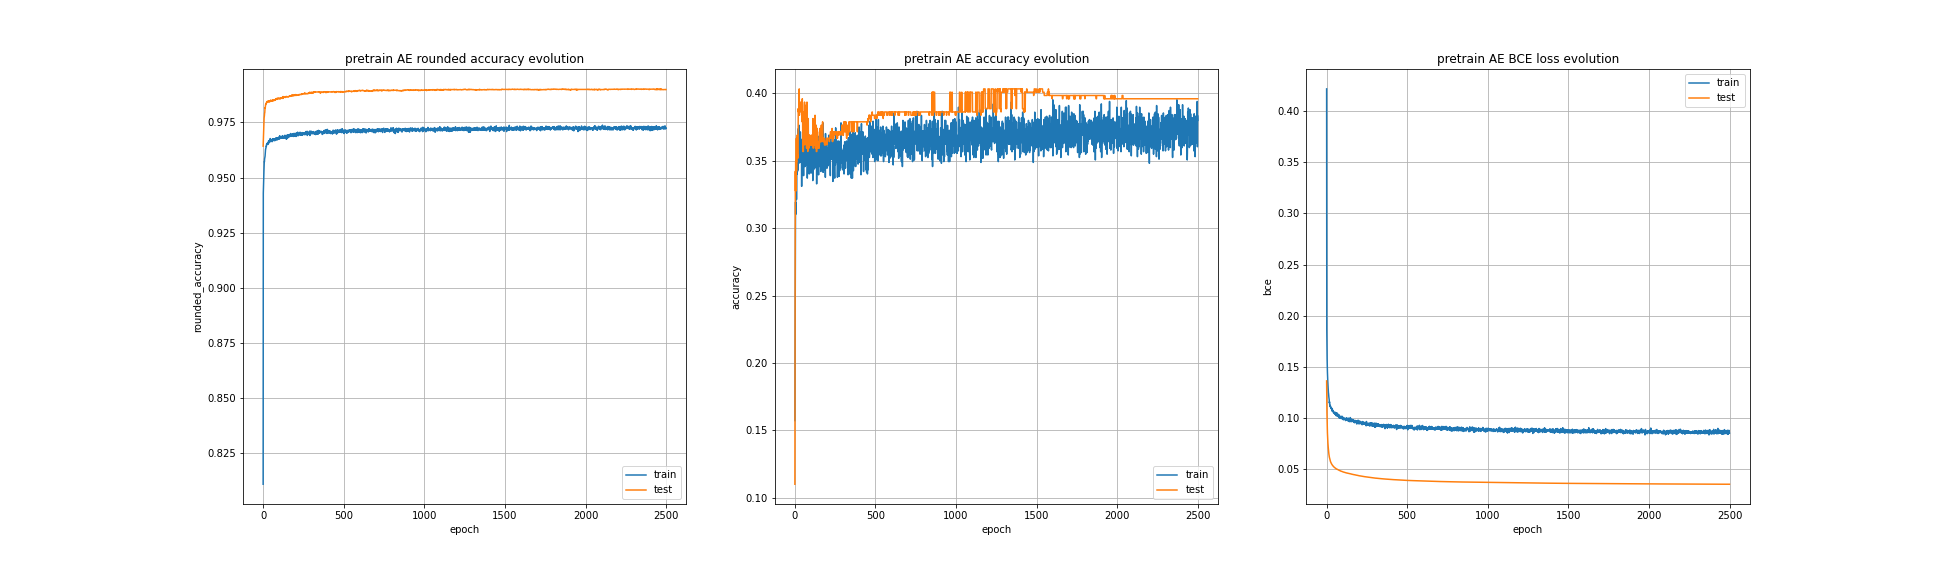 pretrain AE rounded accuracy evolution
rounded_accuracy
0.975
0.950
0.925
0.900
0.875
0.850
0.825
0 500 1000 1500 2000 2500
epoch
train
test
pretrain AE accuracy evolution
accuracy
0.40
0.35
0.30
0.25
0.20
0.15
0.10
0 500 1000 1500 2000 2500
epoch
train
test
pretrain AE BCE loss evolution
train
test
bce
0.40
0.35
0.30
0.25
0.20
0.15
0.10
0.05
0 500 1000 1500 2000 2500
epoch